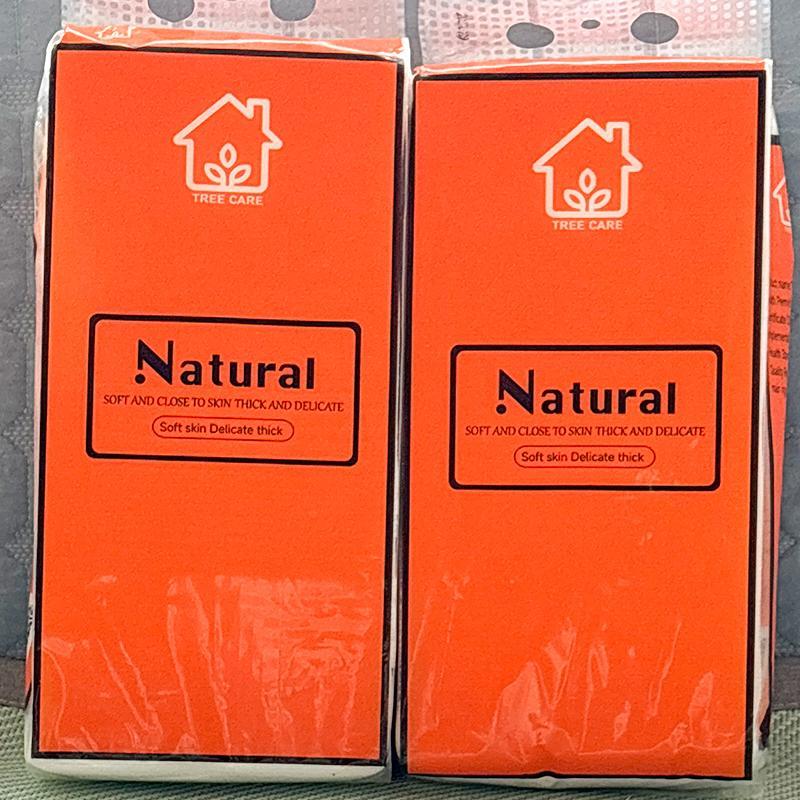 TREE CARE
Natural
SOFT AND CLOSE TO SKIN THICK AND DELICATE
Soft skin Delicate thick
TREE CARE
Natural
SOFT AND CLOSE TO SKIN THICK AND DELICATE
Soft skin Delicate thick